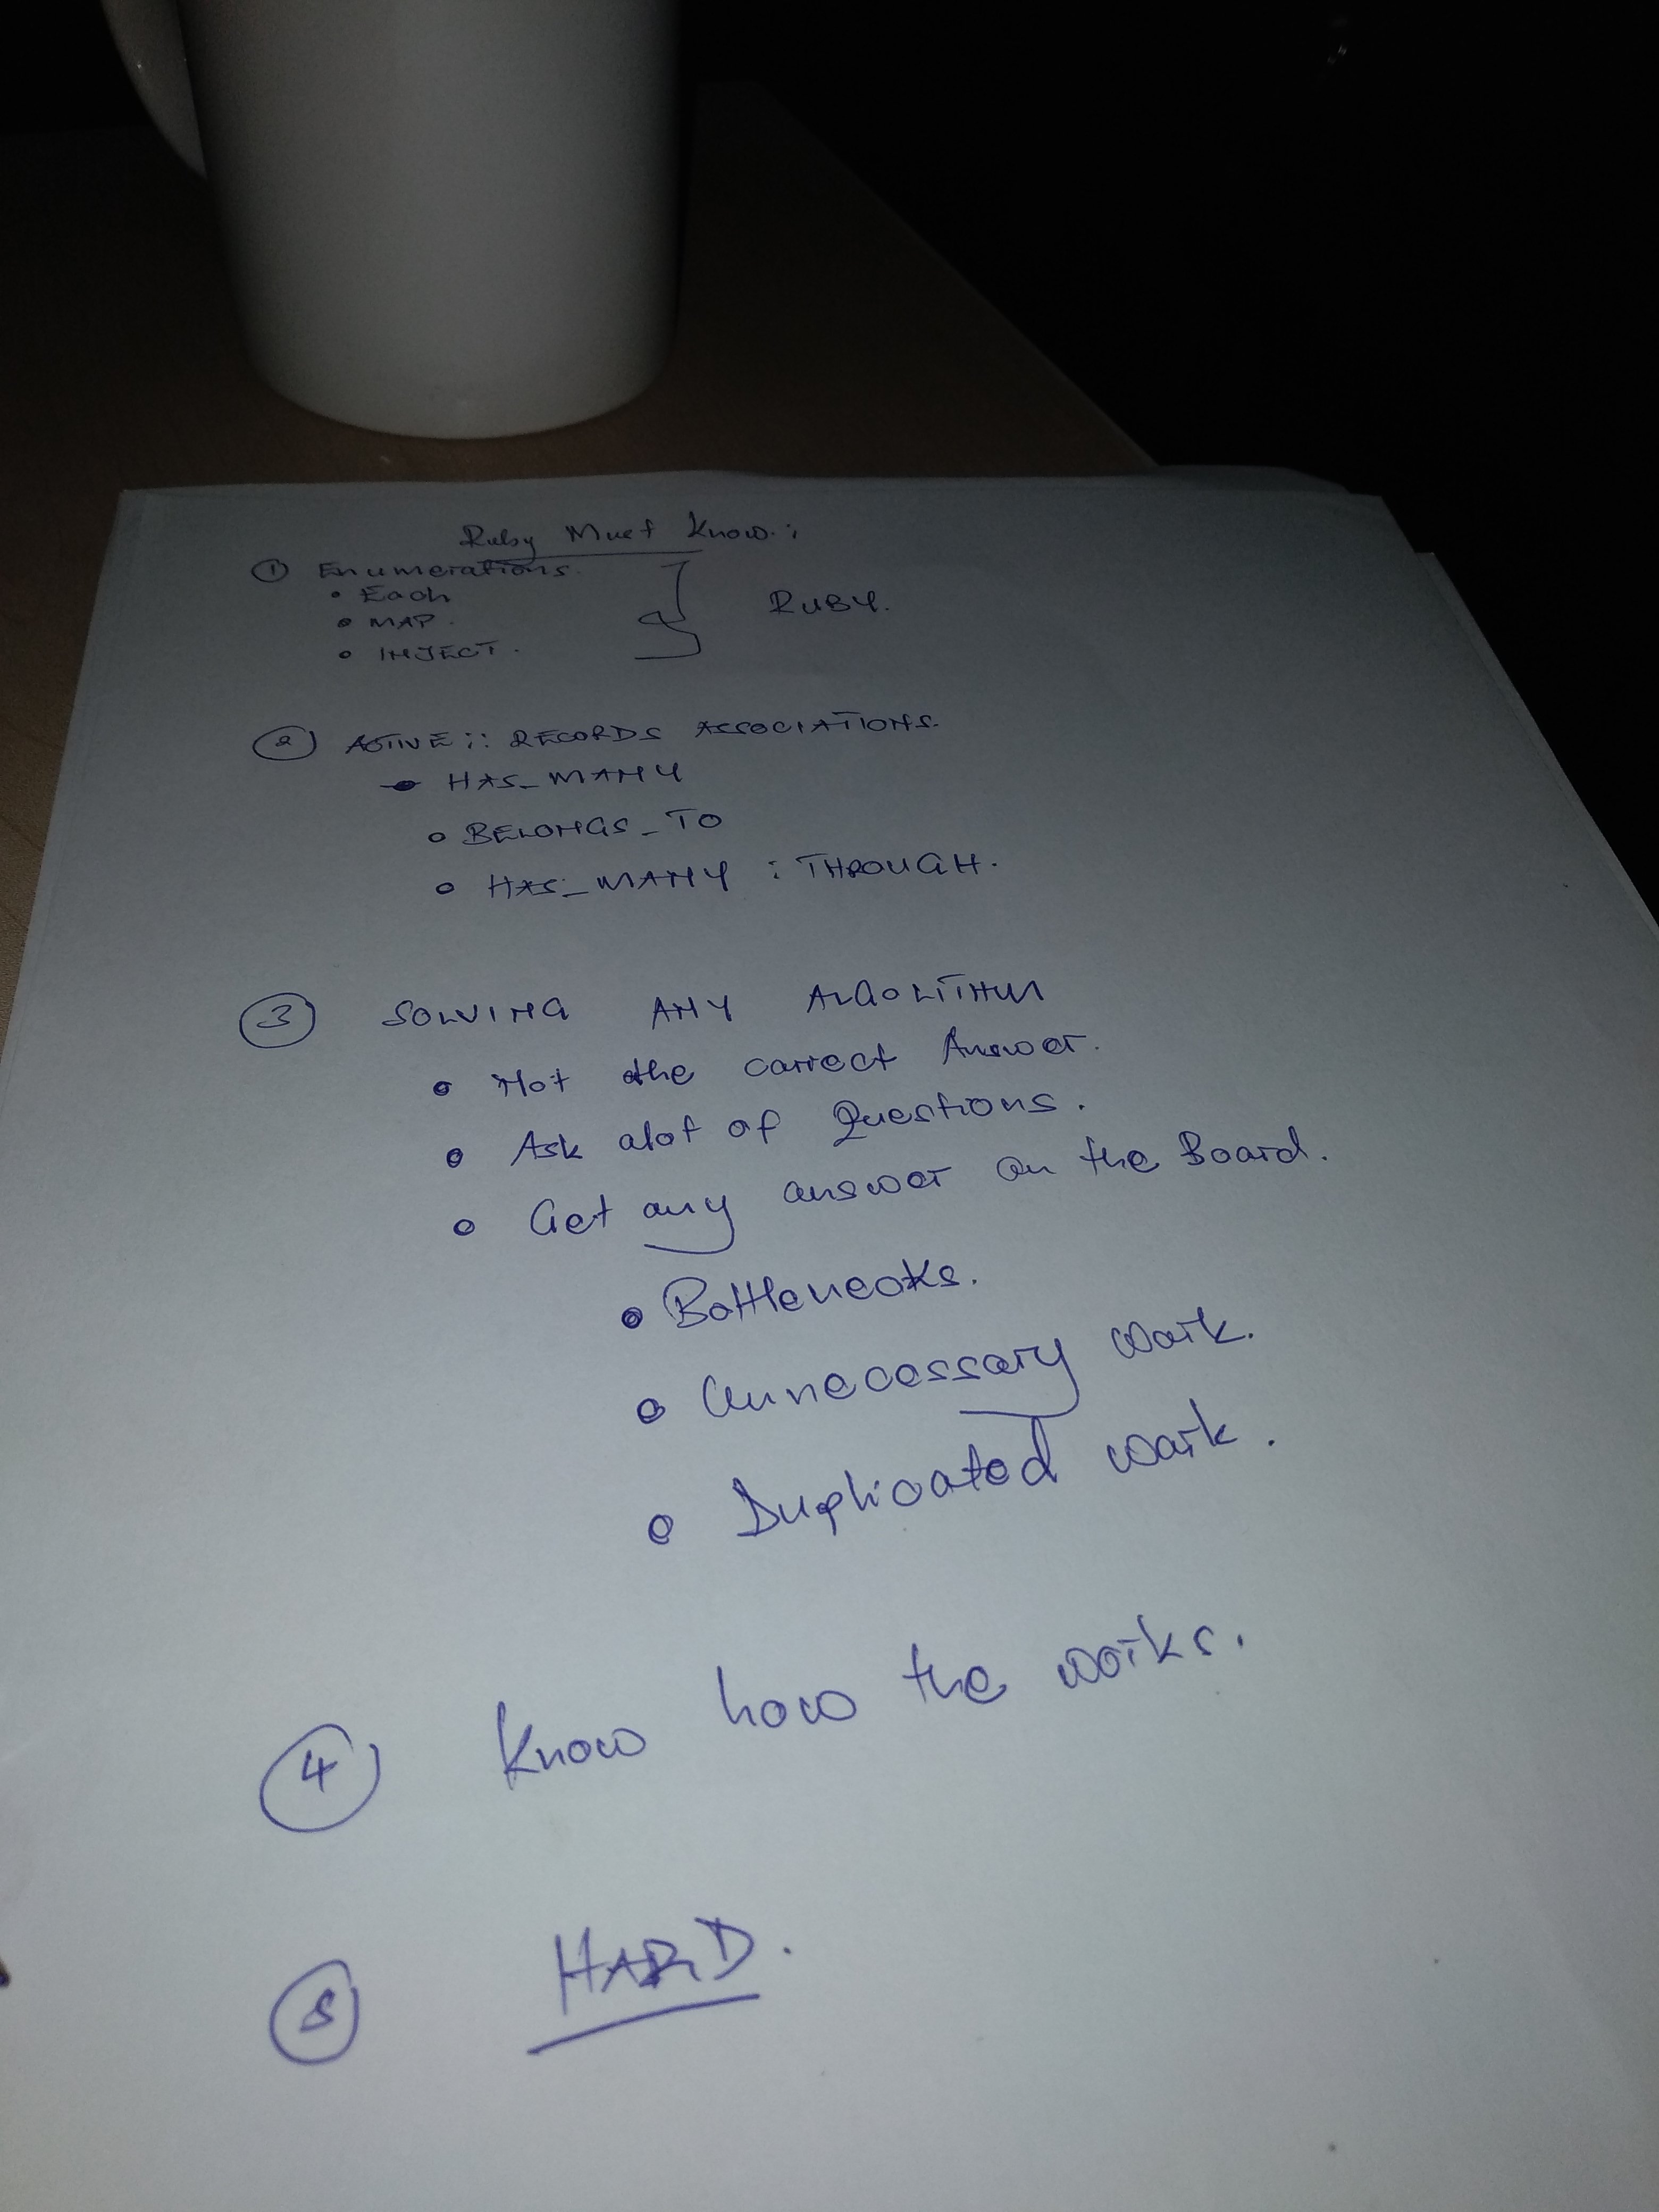 Ruby Must Know:
① Enumerations.
• Each
• MAP.
• INJECT.
RUBY.
② ACTIVE:: RECORDS ASSOCIATIONS.
• HAS_MANY
• BELONGS_TO
• HAS_MANY :THROUGH.
③ SOLVING ANY ALGOLITHM
• Not the correct Answer.
• Ask alot of Questions.
• Get any answer on the Board.
• Bottlenecks.
• Unnecessary work.
• Duplicated work.
④ Know how the works.
⑤ HARD.